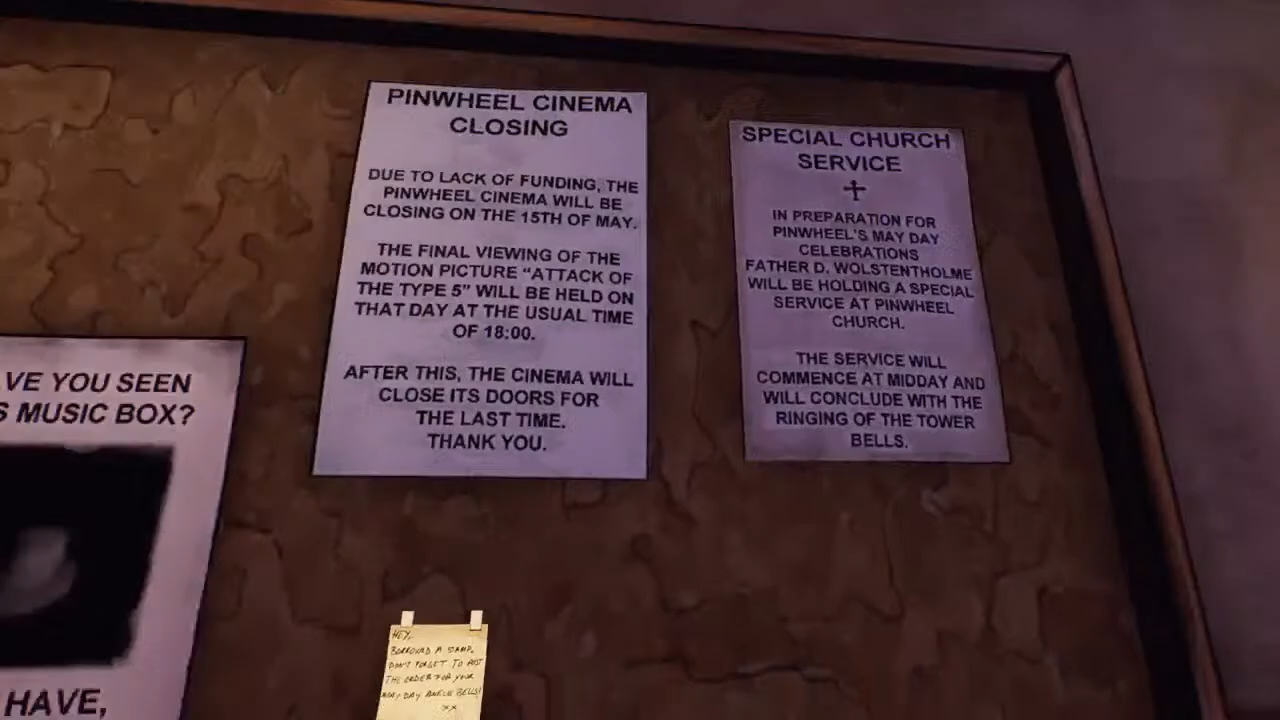 PINWHEEL CINEMA
CLOSING
DUE TO LACK OF FUNDING, THE
PINWHEEL CINEMA WILL BE
CLOSING ON THE 15TH OF MAY.
THE FINAL VIEWING OF THE
MOTION PICTURE “ATTACK OF
THE TYPE 5” WILL BE HELD ON
THAT DAY AT THE USUAL TIME
OF 18:00.
AFTER THIS, THE CINEMA WILL
CLOSE ITS DOORS FOR
THE LAST TIME.
THANK YOU.
SPECIAL CHURCH
SERVICE
IN PREPARATION FOR
PINWHEEL'S MAY DAY
CELEBRATIONS
FATHER D. WOLSTENTHOLME
WILL BE HOLDING A SPECIAL
SERVICE AT PINWHEEL
CHURCH.
THE SERVICE WILL
COMMENCE AT MIDDAY AND
WILL CONCLUDE WITH THE
RINGING OF THE TOWER
BELLS.
VE YOU SEEN
S MUSIC BOX?
HAVE,
HEY,
BORROWED A STAMP.
DON'T FORGET TO POST
THE ORDER FOR YOUR
MAY DAY ANKLE BELLS!
XX